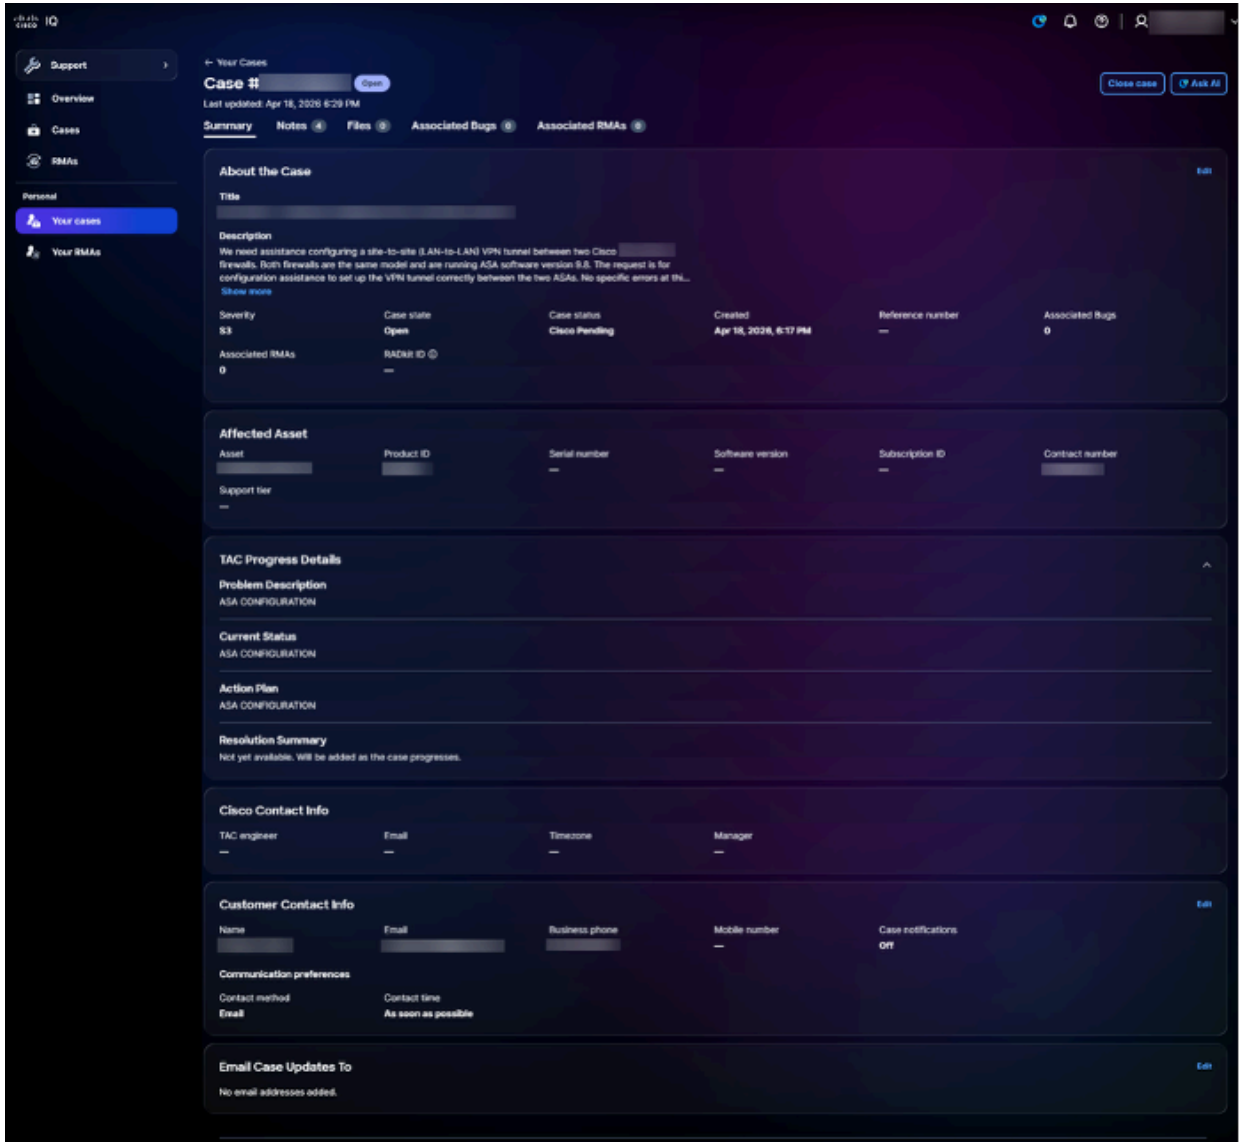 CISCO IQ
Support
Overview
Cases
RMAs
Personal
Your cases
Your RMAs
← Your Cases
Case # Open
Close case
Ask AI
Last updated: Apr 18, 2026 6:29 PM
Summary Notes 4 Files 0 Associated Bugs 0 Associated RMAs 0
About the Case Edit
Title
Description
We need assistance configuring a site-to-site (LAN-to-LAN) VPN tunnel between two Cisco
firewalls. Both firewalls are the same model and are running ASA software version 9.8. The request is for
configuration assistance to set up the VPN tunnel correctly between the two ASAs. No specific errors at thi...
Show more
Severity Case state Case status Created Reference number Associated Bugs
S3 Open Cisco Pending Apr 18, 2026, 6:17 PM — 0
Associated RMAs RADkit ID
0 —
Affected Asset
Asset Product ID Serial number Software version Subscription ID Contract number
— — —
Support tier
—
TAC Progress Details
Problem Description
ASA CONFIGURATION
Current Status
ASA CONFIGURATION
Action Plan
ASA CONFIGURATION
Resolution Summary
Not yet available. Will be added as the case progresses.
Cisco Contact Info
TAC engineer Email Timezone Manager
— — — —
Customer Contact Info Edit
Name Email Business phone Mobile number Case notifications
— Off
Communication preferences
Contact method Contact time
Email As soon as possible
Email Case Updates To Edit
No email addresses added.